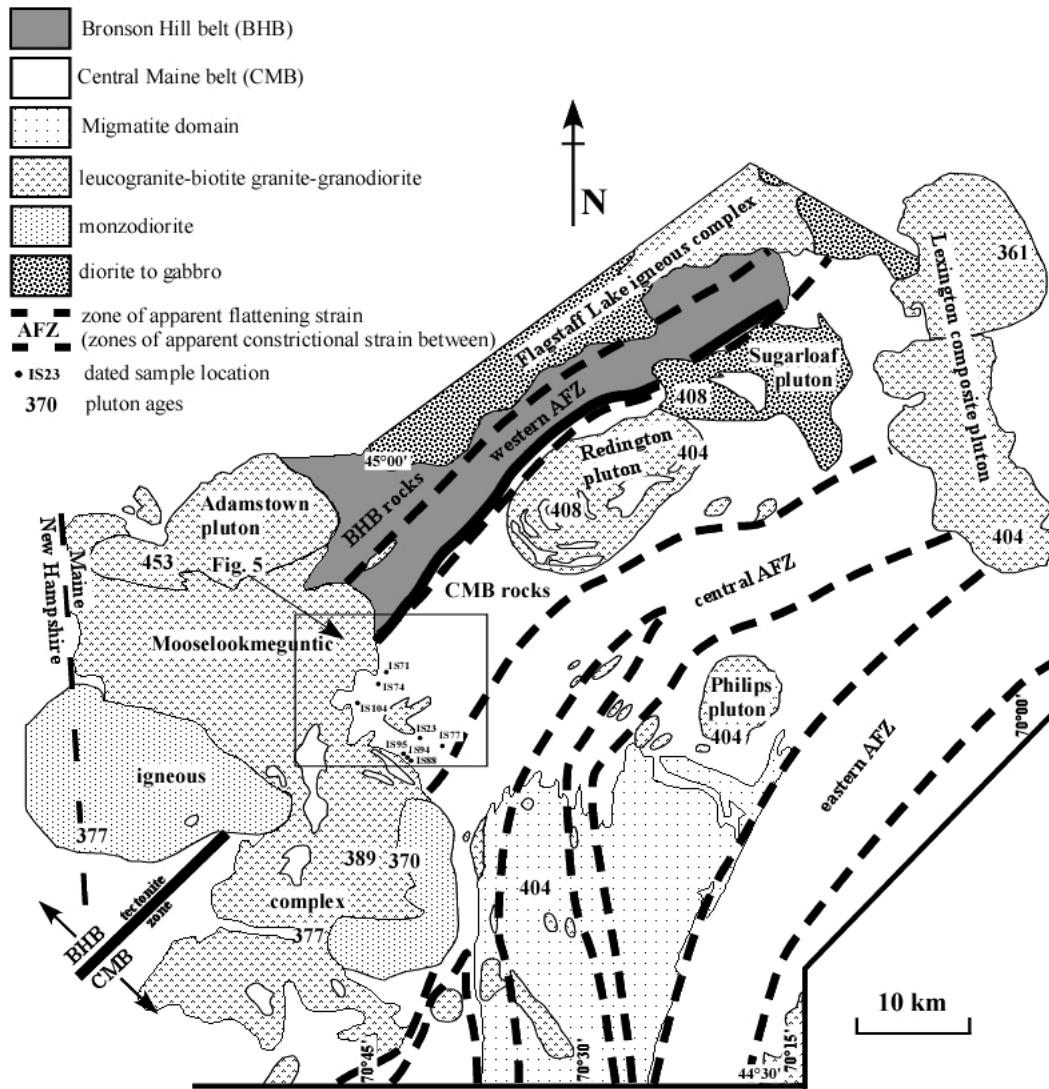 Bronson Hill belt (BHB)
Central Maine belt (CMB)
Migmatite domain
leucogranite-biotite granite-granodiorite
monzodiorite
diorite to gabbro
AFZ
zone of apparent flattening strain
(zones of apparent constrictional strain between)
IS23 dated sample location
370 pluton ages
N
Flagstaff Lake igneous complex
361
Lexington composite pluton
Sugarloaf
pluton
408
western AFZ
Redington
pluton
404
45°00'
408
BHB rocks
Adamstown
pluton
453
Fig. 5
Maine
New Hampshire
404
central AFZ
CMB rocks
Mooselookmeguntic
IS71
IS74
IS104
IS23
IS77
IS95
IS94
IS88
Philips
pluton
404
70°00'
eastern AFZ
igneous
377
389
370
404
complex
377
tectonite
zone
BHB
CMB
10 km
70°45'
70°30'
44°30'
70°15'